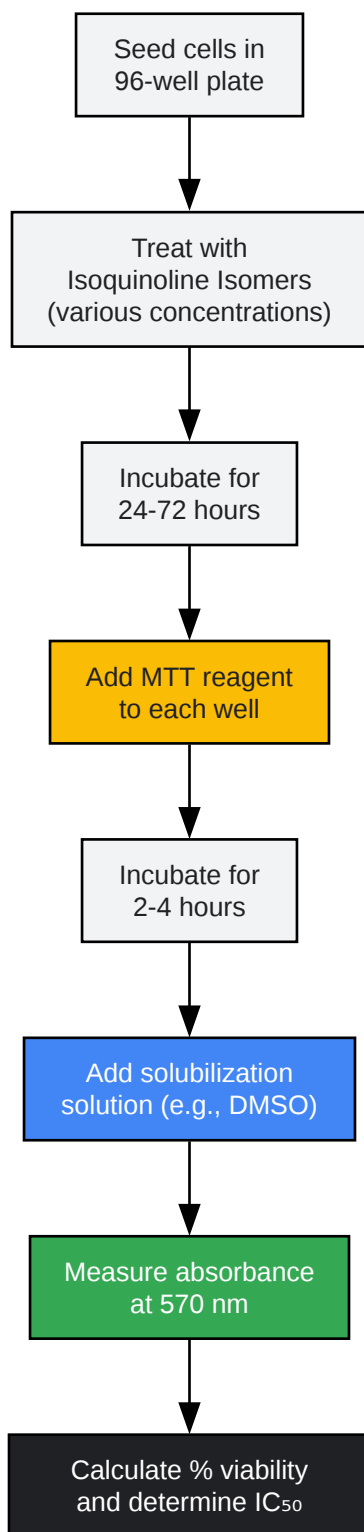 Seed cells in
96-well plate
Treat with
Isoquinoline Isomers
(various concentrations)
Incubate for
24-72 hours
Add MTT reagent
to each well
Incubate for
2-4 hours
Add solubilization
solution (e.g., DMSO)
Measure absorbance
at 570 nm
Calculate % viability
and determine IC₅₀